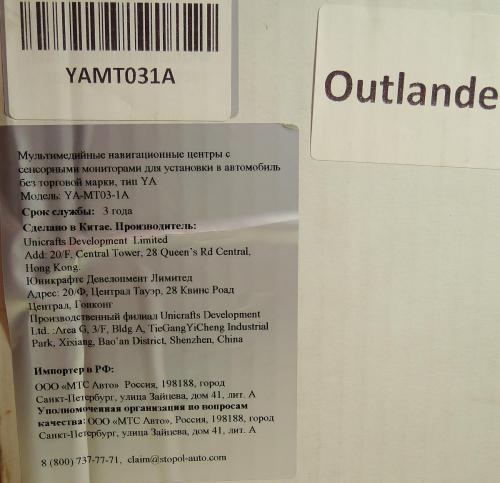 YAMT031A
Outlande
Мультимедийные навигационные центры с
сенсорными мониторами для установки в автомобиль
без торговой марки, тип YA
Модель: YA-MT03-1A
Срок службы: 3 года
Сделано в Китае. Производитель:
Unicrafts Development Limited
Add: 20/F, Central Tower, 28 Queen's Rd Central,
Hong Kong.
Юникрафтс Девелопмент Лимитед
Адрес: 20/Ф, Централ Тауэр, 28 Квинс Роад
Централ, Гонконг
Производственный филиал Unicrafts Development
Ltd. :Area G, 3/F, Bldg A, TieGangYiCheng Industrial
Park, Xixiang, Bao'an District, Shenzhen, China
Импортер в РФ:
ООО «МТС Авто» Россия, 198188, город
Санкт-Петербург, улица Зайцева, дом 41, лит. А
Уполномоченная организация по вопросам
качества: ООО «МТС Авто», Россия, 198188, город
Санкт-Петербург, улица Зайцева, дом 41, лит. А
8 (800) 737-77-71, claim@stopol-auto.com